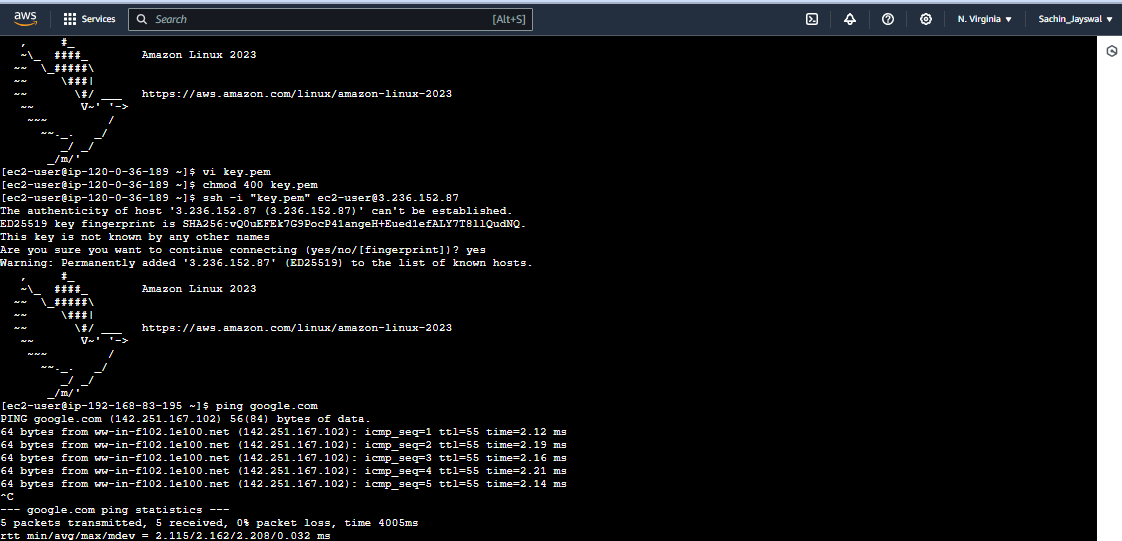 aws Services Search [Alt+S] N. Virginia ▼ Sachin_Jayswal ▼
   ,     #_
   ~\_  ####_        Amazon Linux 2023
  ~~  \_#####\
  ~~     \###|
  ~~       \#/ ___   https://aws.amazon.com/linux/amazon-linux-2023
   ~~       V~' '->
    ~~~         /
      ~~._.   _/
         _/ _/
       _/m/'
[ec2-user@ip-120-0-36-189 ~]$ vi key.pem
[ec2-user@ip-120-0-36-189 ~]$ chmod 400 key.pem
[ec2-user@ip-120-0-36-189 ~]$ ssh -i "key.pem" ec2-user@3.236.152.87
The authenticity of host '3.236.152.87 (3.236.152.87)' can't be established.
ED25519 key fingerprint is SHA256:vQ0uEFEk7G9PocP41angeH+Eued1efALY7T8llQudNQ.
This key is not known by any other names
Are you sure you want to continue connecting (yes/no/[fingerprint])? yes
Warning: Permanently added '3.236.152.87' (ED25519) to the list of known hosts.
   ,     #_
   ~\_  ####_        Amazon Linux 2023
  ~~  \_#####\
  ~~     \###|
  ~~       \#/ ___   https://aws.amazon.com/linux/amazon-linux-2023
   ~~       V~' '->
    ~~~         /
      ~~._.   _/
         _/ _/
       _/m/'
[ec2-user@ip-192-168-83-195 ~]$ ping google.com
PING google.com (142.251.167.102) 56(84) bytes of data.
64 bytes from ww-in-f102.1e100.net (142.251.167.102): icmp_seq=1 ttl=55 time=2.12 ms
64 bytes from ww-in-f102.1e100.net (142.251.167.102): icmp_seq=2 ttl=55 time=2.19 ms
64 bytes from ww-in-f102.1e100.net (142.251.167.102): icmp_seq=3 ttl=55 time=2.16 ms
64 bytes from ww-in-f102.1e100.net (142.251.167.102): icmp_seq=4 ttl=55 time=2.21 ms
64 bytes from ww-in-f102.1e100.net (142.251.167.102): icmp_seq=5 ttl=55 time=2.14 ms
^C
--- google.com ping statistics ---
5 packets transmitted, 5 received, 0% packet loss, time 4005ms
rtt min/avg/max/mdev = 2.115/2.162/2.208/0.032 ms